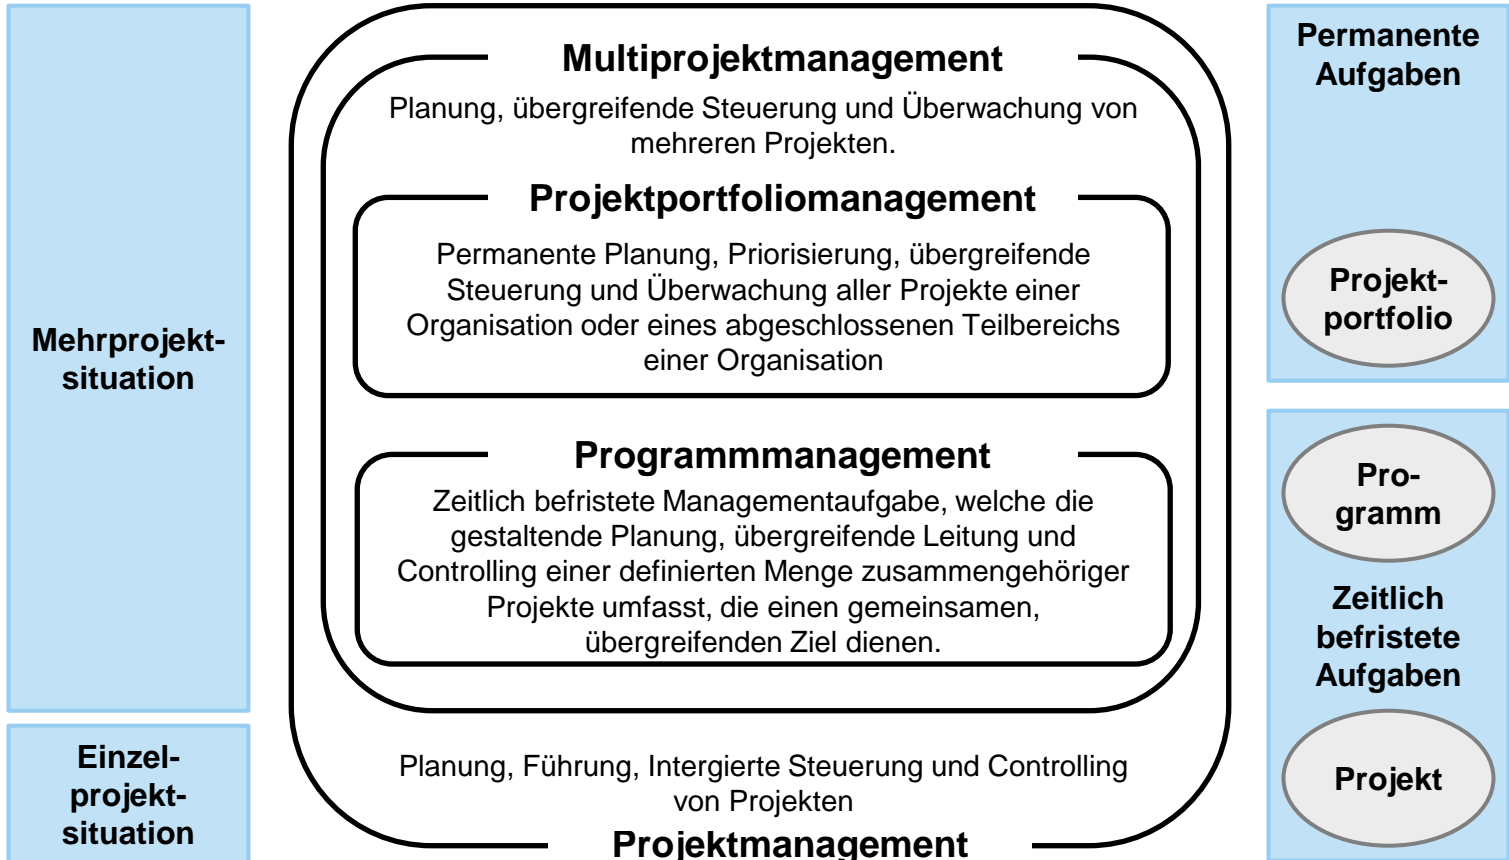 Mehrprojekt-
situation
Einzel-
projekt-
situation
Multiprojektmanagement
Planung, übergreifende Steuerung und Überwachung von
mehreren Projekten.
Projektportfoliomanagement
Permanente Planung, Priorisierung, übergreifende
Steuerung und Überwachung aller Projekte einer
Organisation oder eines abgeschlossenen Teilbereichs
einer Organisation
Programmmanagement
Zeitlich befristete Managementaufgabe, welche die
gestaltende Planung, übergreifende Leitung und
Controlling einer definierten Menge zusammengehöriger
Projekte umfasst, die einen gemeinsamen,
übergreifenden Ziel dienen.
Planung, Führung, Intergierte Steuerung und Controlling
von Projekten
Projektmanagement
Permanente
Aufgaben
Projekt-
portfolio
Pro-
gramm
Zeitlich
befristete
Aufgaben
Projekt